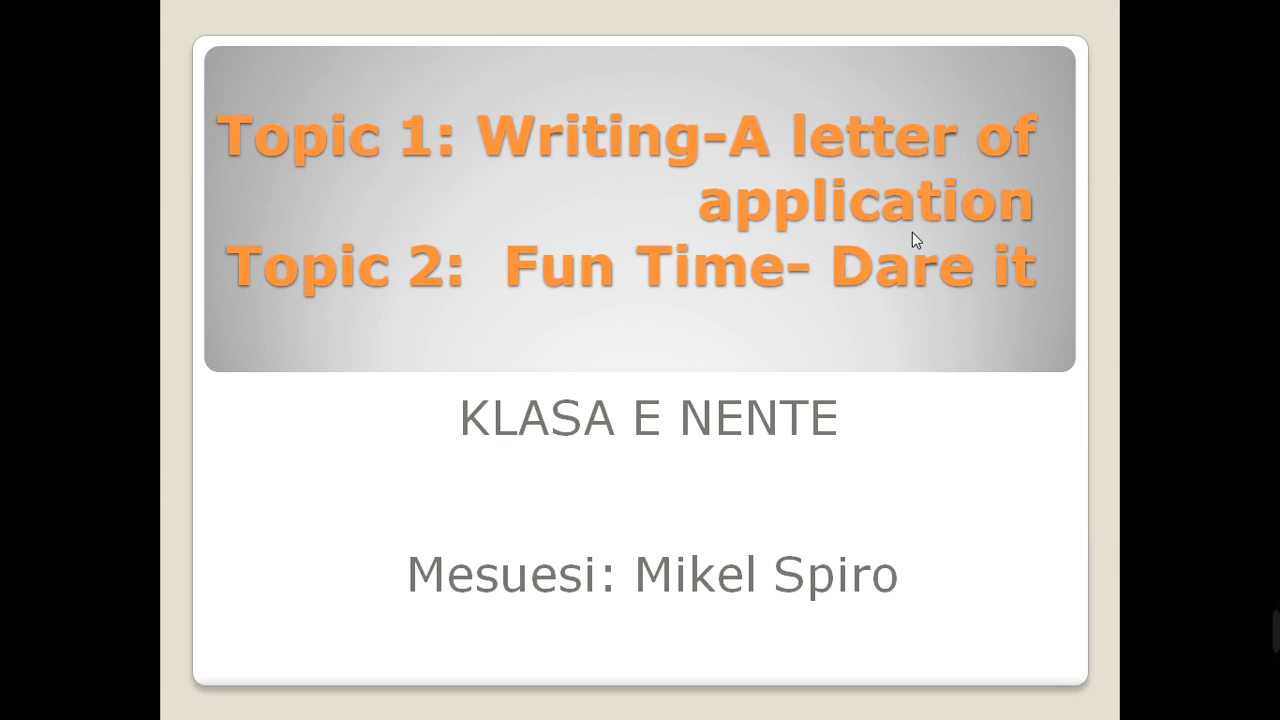 Topic 1: Writing-A letter of
application
Topic 2:  Fun Time- Dare it
KLASA E NENTE
Mesuesi: Mikel Spiro